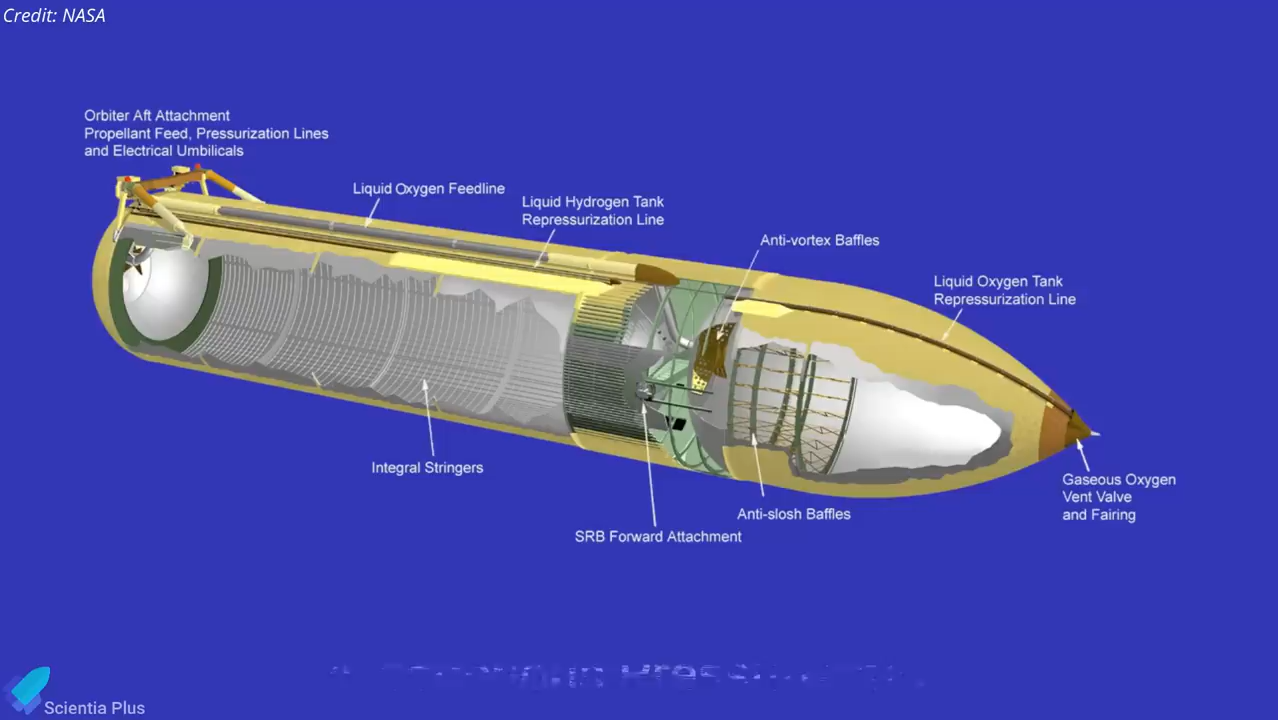 Credit: NASA
Orbiter Aft Attachment
Propellant Feed, Pressurization Lines
and Electrical Umbilicals
Liquid Oxygen Feedline
Liquid Hydrogen Tank
Repressurization Line
Anti-vortex Baffles
Liquid Oxygen Tank
Repressurization Line
Integral Stringers
SRB Forward Attachment
Anti-slosh Baffles
Gaseous Oxygen
Vent Valve
and Fairing
Scientia Plus